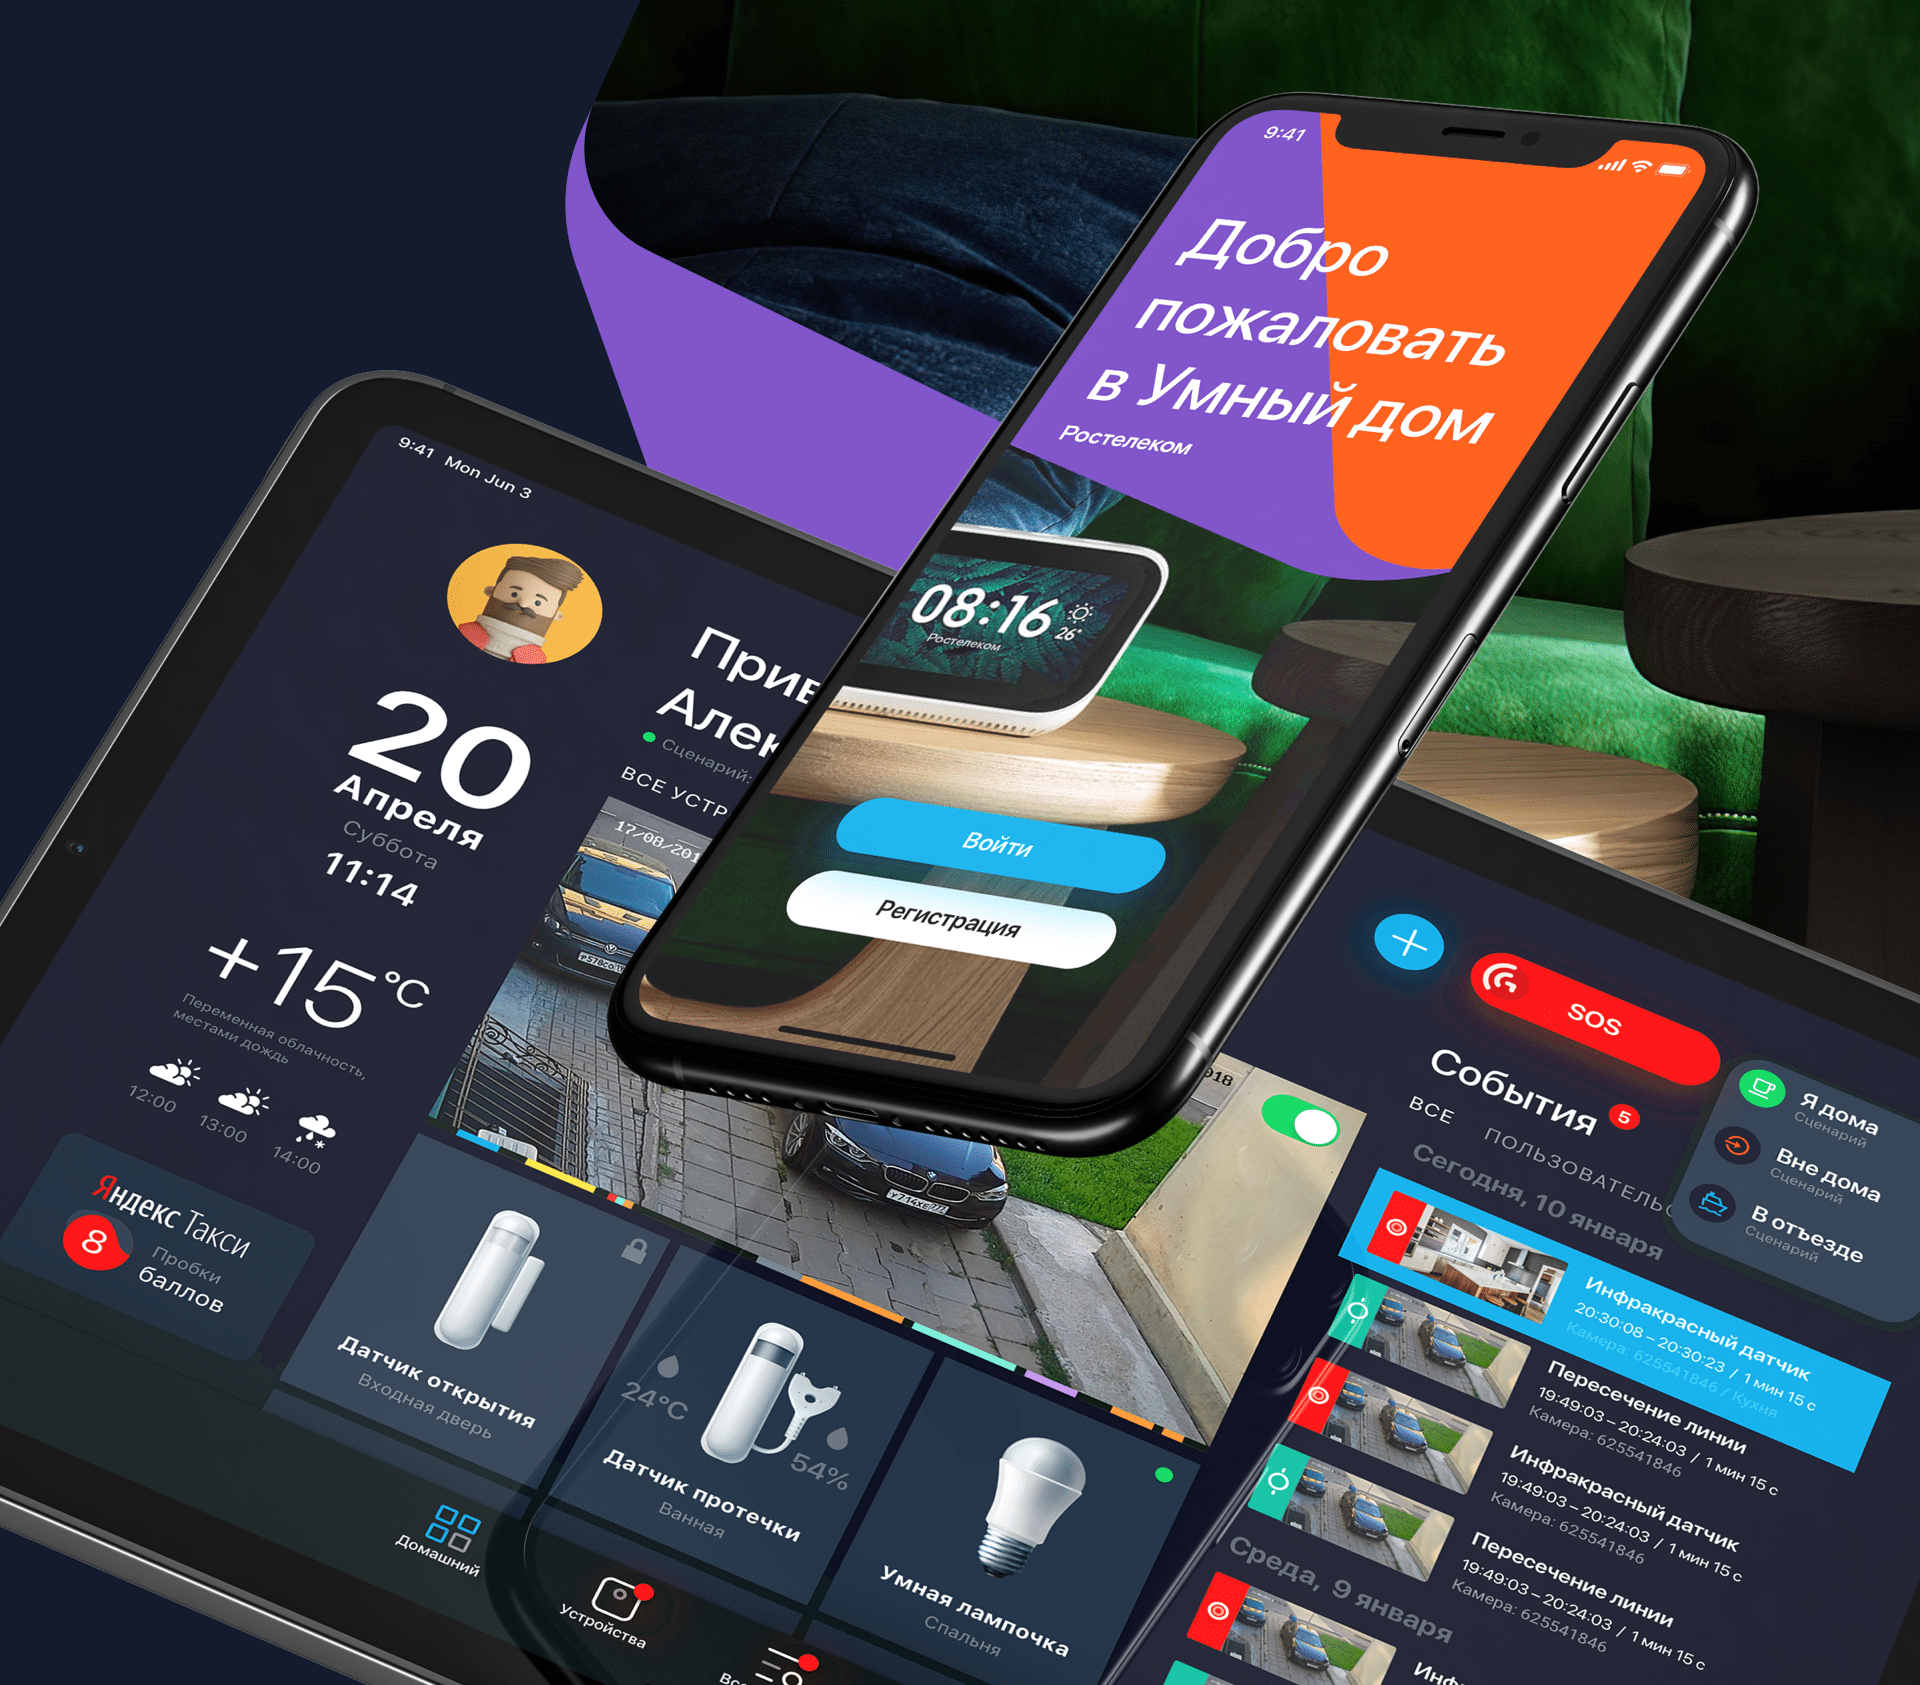 9:41
Добро
пожаловать
в Умный дом
Ростелеком
08:16
26°
Ростелеком
Войти
Регистрация
9:41 Mon Jun 3
20
Апреля
Суббота
11:14
+15°C
Переменная облачность,
местами дождь
12:00
13:00
14:00
Яндекс Такси
8
Пробки
баллов
Сценарий:
ВСЕ
17/08/201
018
Датчик открытия
Входная дверь
24°C
54%
Датчик протечки
Ванная
Умная лампочка
Спальня
Домашний
Устройства
SOS
События 5
ВСЕ
Сегодня, 10 января
Я дома
Сценарий
Вне дома
Сценарий
В отъезде
Сценарий
Инфракрасный датчик
20:30:08 – 20:30:23 / 1 мин 15 с
Камера: 625541846 / Кухня
Пересечение линии
19:49:03 – 20:24:03 / 1 мин 15 с
Камера: 625541846
Инфракрасный датчик
19:49:03 – 20:24:03 / 1 мин 15 с
Камера: 625541846
Пересечение линии
19:49:03 – 20:24:03 / 1 мин 15 с
Камера: 625541846
Среда, 9 января